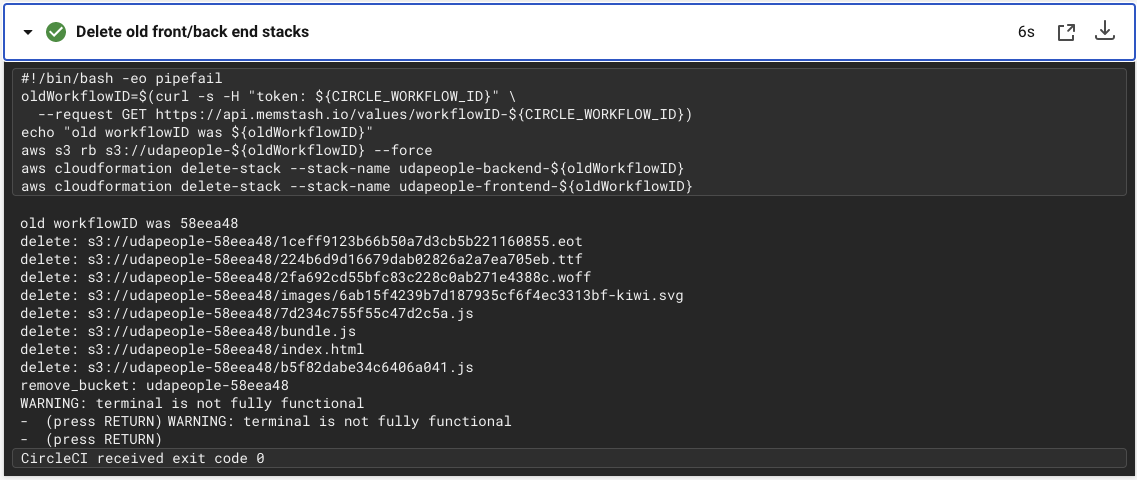 Delete old front/back end stacks 6s
#!/bin/bash -eo pipefail
oldWorkflowID=$(curl -s -H "token: ${CIRCLE_WORKFLOW_ID}" \
  --request GET https://api.memstash.io/values/workflowID-${CIRCLE_WORKFLOW_ID})
echo "old workflowID was ${oldWorkflowID}"
aws s3 rb s3://udapeople-${oldWorkflowID} --force
aws cloudformation delete-stack --stack-name udapeople-backend-${oldWorkflowID}
aws cloudformation delete-stack --stack-name udapeople-frontend-${oldWorkflowID}
old workflowID was 58eea48
delete: s3://udapeople-58eea48/1ceff9123b66b50a7d3cb5b221160855.eot
delete: s3://udapeople-58eea48/224b6d9d16679dab02826a2a7ea705eb.ttf
delete: s3://udapeople-58eea48/2fa692cd55bfc83c228c0ab271e4388c.woff
delete: s3://udapeople-58eea48/images/6ab15f4239b7d187935cf6f4ec3313bf-kiwi.svg
delete: s3://udapeople-58eea48/7d234c755f55c47d2c5a.js
delete: s3://udapeople-58eea48/bundle.js
delete: s3://udapeople-58eea48/index.html
delete: s3://udapeople-58eea48/b5f82dabe34c6406a041.js
remove_bucket: udapeople-58eea48
WARNING: terminal is not fully functional
-  (press RETURN) WARNING: terminal is not fully functional
-  (press RETURN)
CircleCI received exit code 0